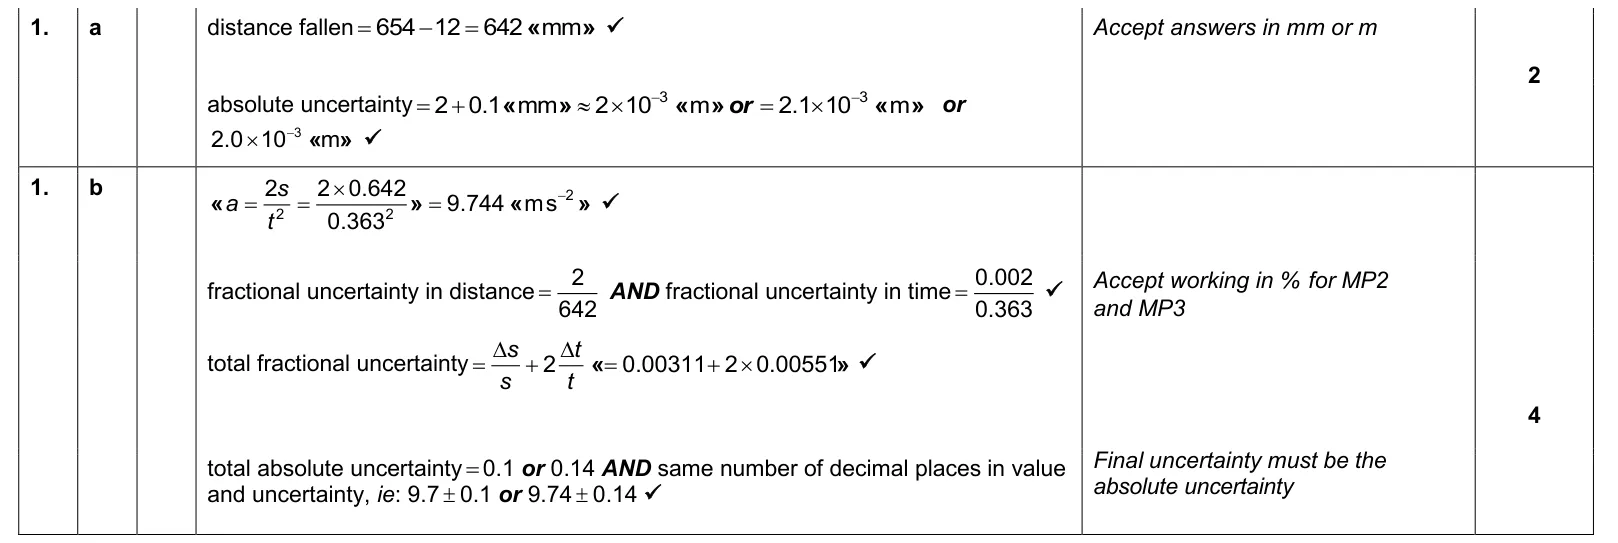 1. a distance fallen = 654 − 12 = 642 «mm» ✓ Accept answers in mm or m
2
absolute uncertainty = 2 + 0.1 «mm» ≈ 2×10⁻³ «m» or = 2.1×10⁻³ «m» or
2.0×10⁻³ «m» ✓
1. b «a = 2s/t² = 2×0.642/0.363²» = 9.744 «ms⁻²» ✓
fractional uncertainty in distance = 2/642 AND fractional uncertainty in time = 0.002/0.363 ✓ Accept working in % for MP2
and MP3
total fractional uncertainty = Δs/s + 2 Δt/t «= 0.00311 + 2×0.00551» ✓
4
total absolute uncertainty = 0.1 or 0.14 AND same number of decimal places in value Final uncertainty must be the
and uncertainty, ie: 9.7 ± 0.1 or 9.74 ± 0.14 ✓ absolute uncertainty